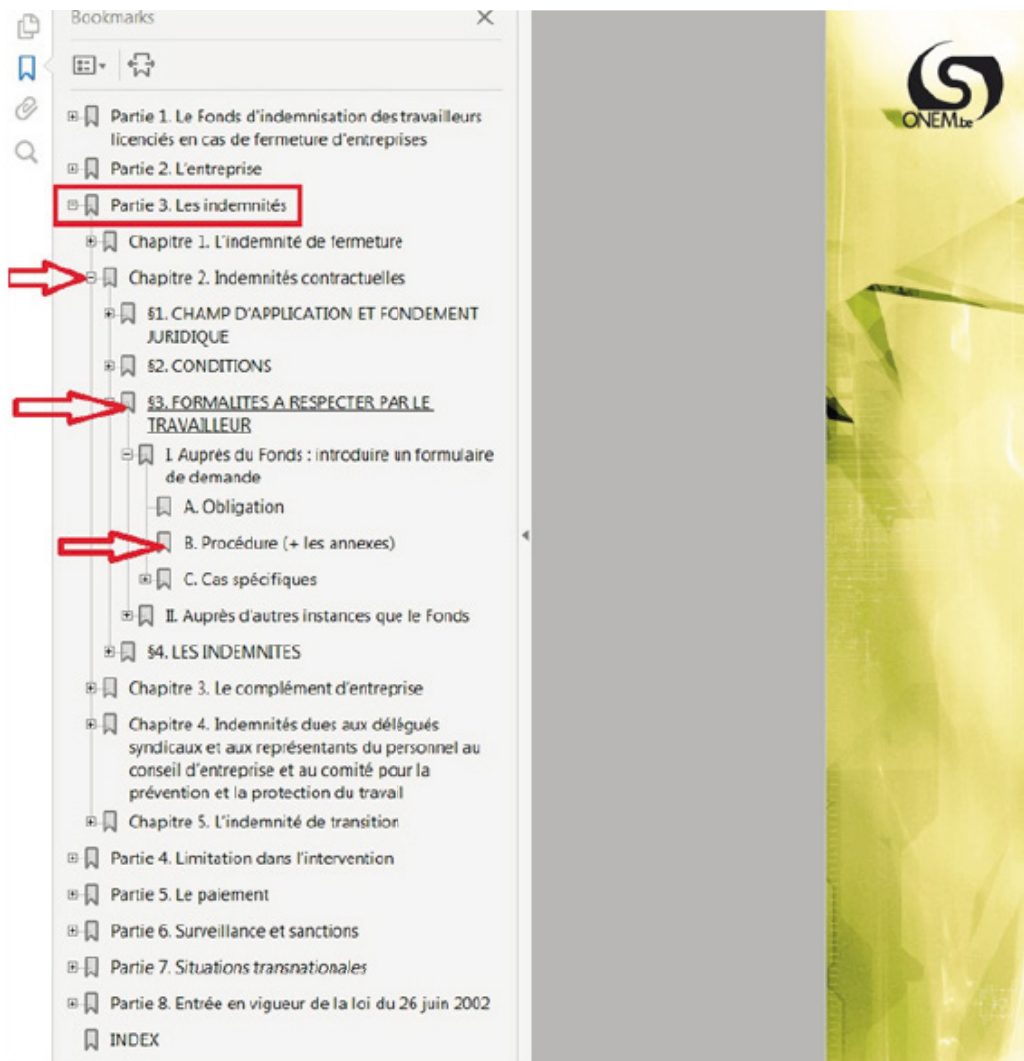 Bookmarks
Partie 1. Le Fonds d'indemnisation des travailleurs
licenciés en cas de fermeture d'entreprises
Partie 2. L'entreprise
Partie 3. Les indemnités
Chapitre 1. L'indemnité de fermeture
Chapitre 2. Indemnités contractuelles
§1. CHAMP D'APPLICATION ET FONDEMENT
JURIDIQUE
§2. CONDITIONS
§3. FORMALITES A RESPECTER PAR LE
TRAVAILLEUR
I. Auprès du Fonds : introduire un formulaire
de demande
A. Obligation
B. Procédure (+ les annexes)
C. Cas spécifiques
II. Auprès d'autres instances que le Fonds
§4. LES INDEMNITES
Chapitre 3. Le complément d'entreprise
Chapitre 4. Indemnités dues aux délégués
syndicaux et aux représentants du personnel au
conseil d'entreprise et au comité pour la
prévention et la protection du travail
Chapitre 5. L'indemnité de transition
Partie 4. Limitation dans l'intervention
Partie 5. Le paiement
Partie 6. Surveillance et sanctions
Partie 7. Situations transnationales
Partie 8. Entrée en vigueur de la loi du 26 juin 2002
INDEX
ONEM.be